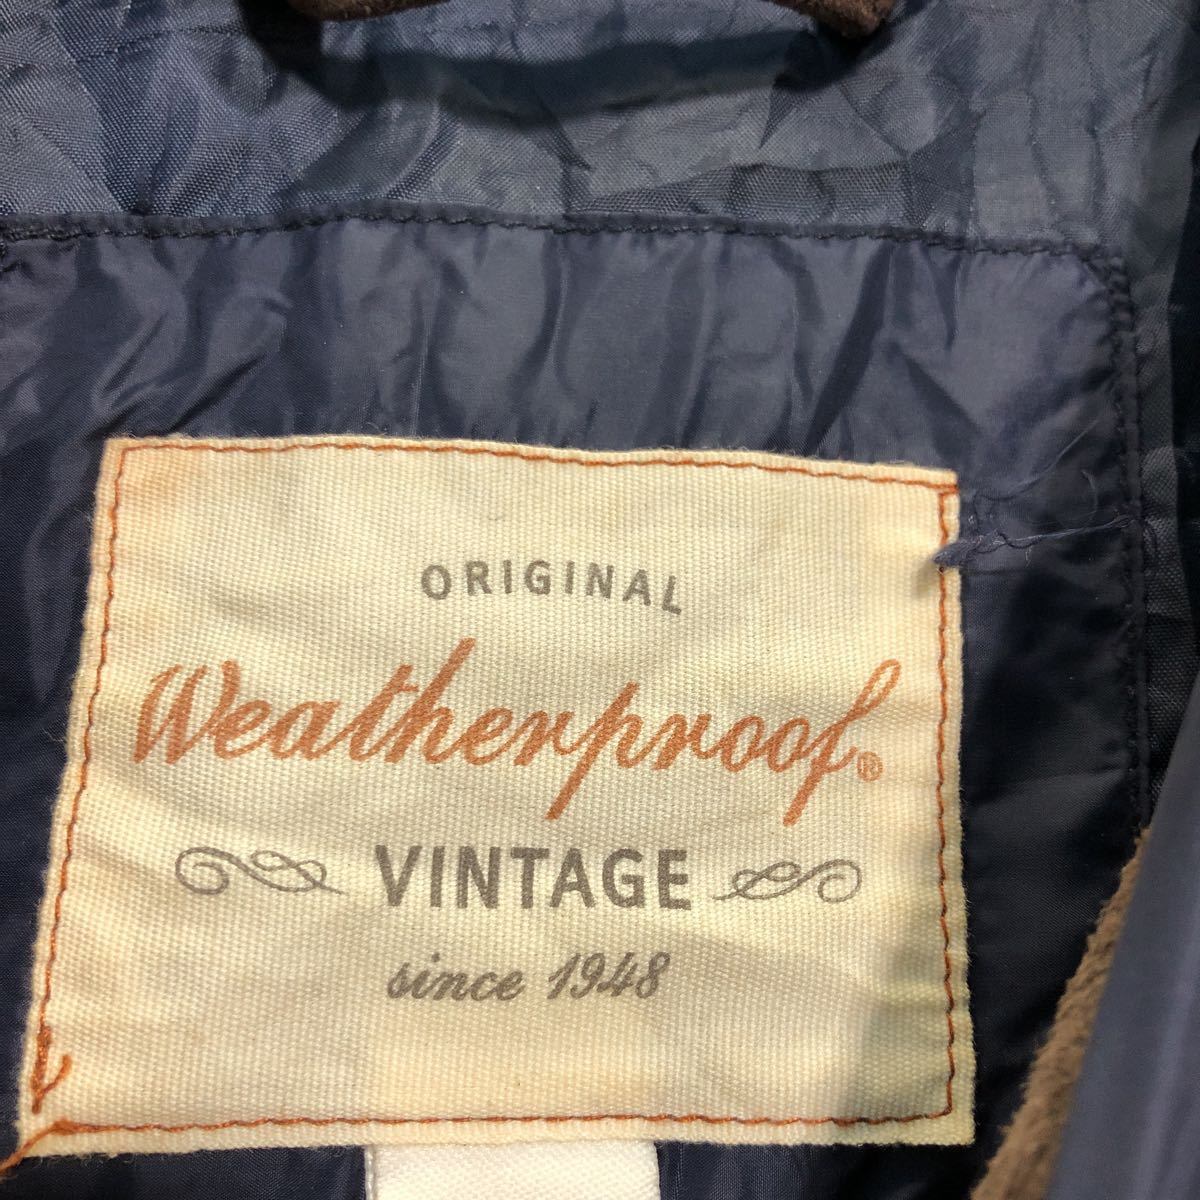 ORIGINAL
Weatherproof®
VINTAGE
since 1948